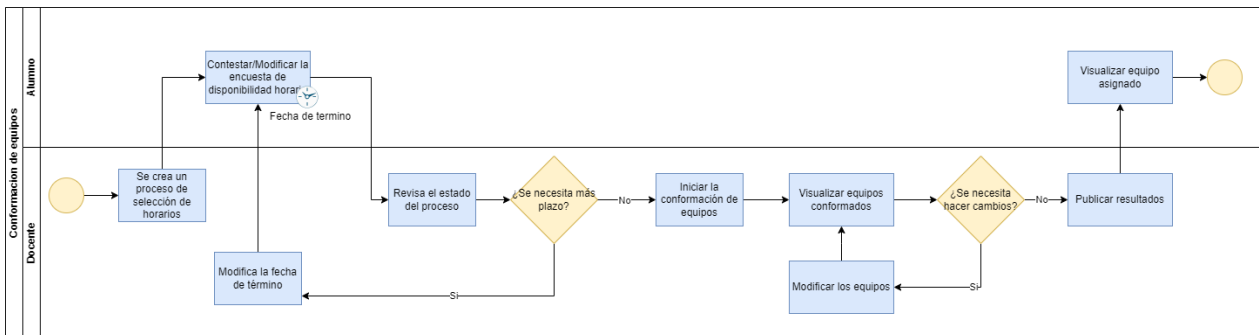 Conformacion de equipos
Alumno
Docente
Contestar/Modificar la
encuesta de
disponibilidad horaria
Fecha de termino
Visualizar equipo
asignado
Se crea un
proceso de
selección de
horarios
Revisa el estado
del proceso
¿Se necesita más
plazo?
No
Iniciar la
conformación de
equipos
Visualizar equipos
conformados
¿Se necesita
hacer cambios?
No
Publicar resultados
Modifica la fecha
de término
Si
Modificar los equipos
Si